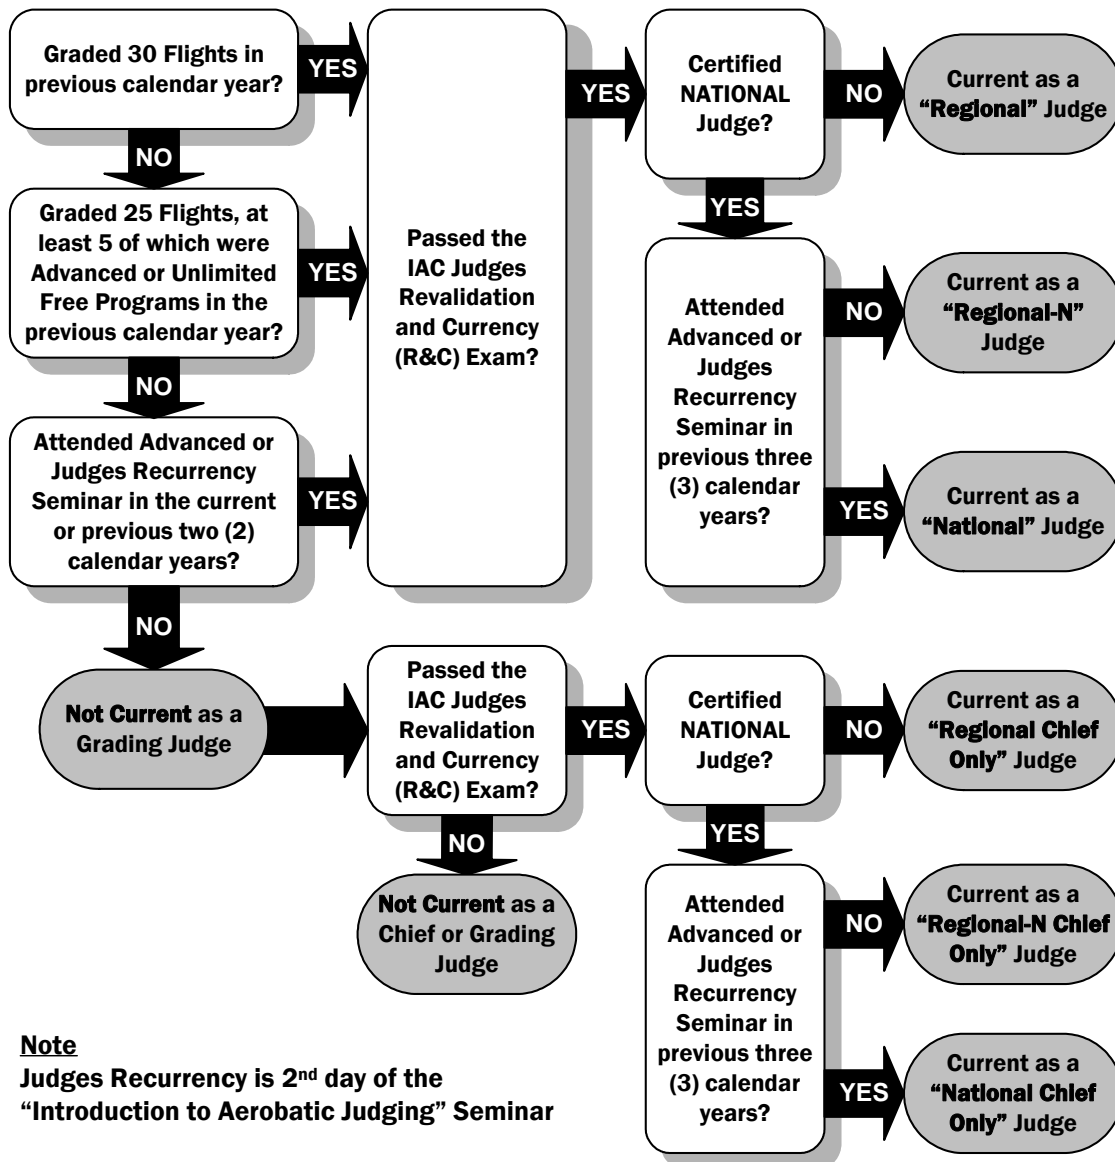 Graded 30 Flights in
previous calendar year?
YES
NO
Graded 25 Flights, at
least 5 of which were
Advanced or Unlimited
Free Programs in the
previous calendar year?
YES
NO
Attended Advanced or
Judges Recurrency
Seminar in the current
or previous two (2)
calendar years?
YES
NO
Not Current as a
Grading Judge
Passed the
IAC Judges
Revalidation
and Currency
(R&C) Exam?
YES
Certified
NATIONAL
Judge?
NO
Current as a
“Regional” Judge
YES
Attended
Advanced or
Judges
Recurrency
Seminar in
previous three
(3) calendar
years?
NO
Current as a
“Regional-N”
Judge
YES
Current as a
“National” Judge
Passed the
IAC Judges
Revalidation
and Currency
(R&C) Exam?
YES
NO
Not Current as a
Chief or Grading
Judge
Certified
NATIONAL
Judge?
NO
Current as a
“Regional Chief
Only” Judge
YES
Attended
Advanced or
Judges
Recurrency
Seminar in
previous three
(3) calendar
years?
NO
Current as a
“Regional-N Chief
Only” Judge
YES
Current as a
“National Chief
Only” Judge
Note
Judges Recurrency is 2nd day of the
“Introduction to Aerobatic Judging” Seminar